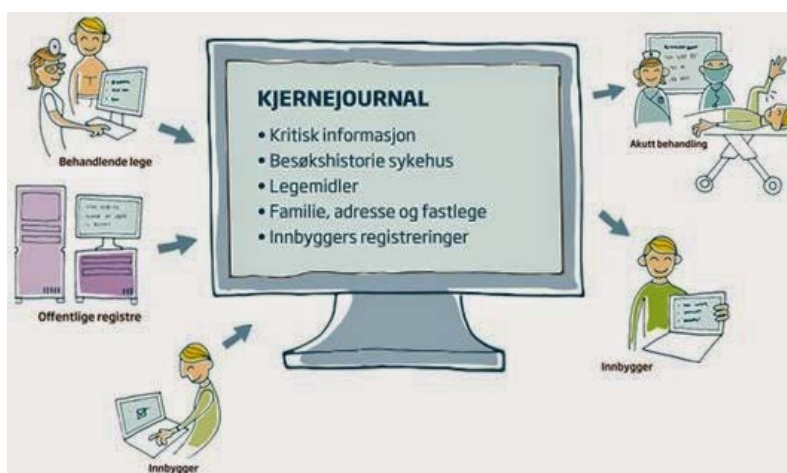 KJERNEJOURNAL
• Kritisk informasjon
• Besøkshistorie sykehus
• Legemidler
• Familie, adresse og fastlege
• Innbyggers registreringer
Behandlende lege
Offentlige registre
Innbygger
Akutt behandling
Innbygger